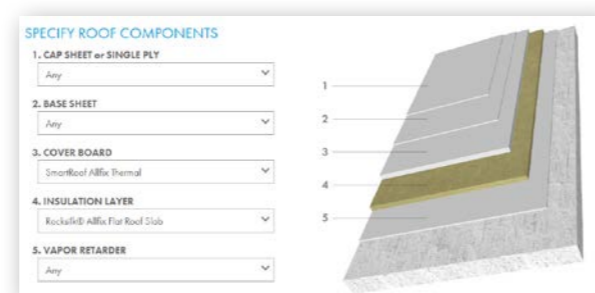 SPECIFY ROOF COMPONENTS
1. CAP SHEET or SINGLE PLY
Any
2. BASE SHEET
Any
3. COVER BOARD
SmartRoof Allfix Thermal
4. INSULATION LAYER
Rocksilk® Allfix Flat Roof Slab
5. VAPOR RETARDER
Any
1
2
3
4
5